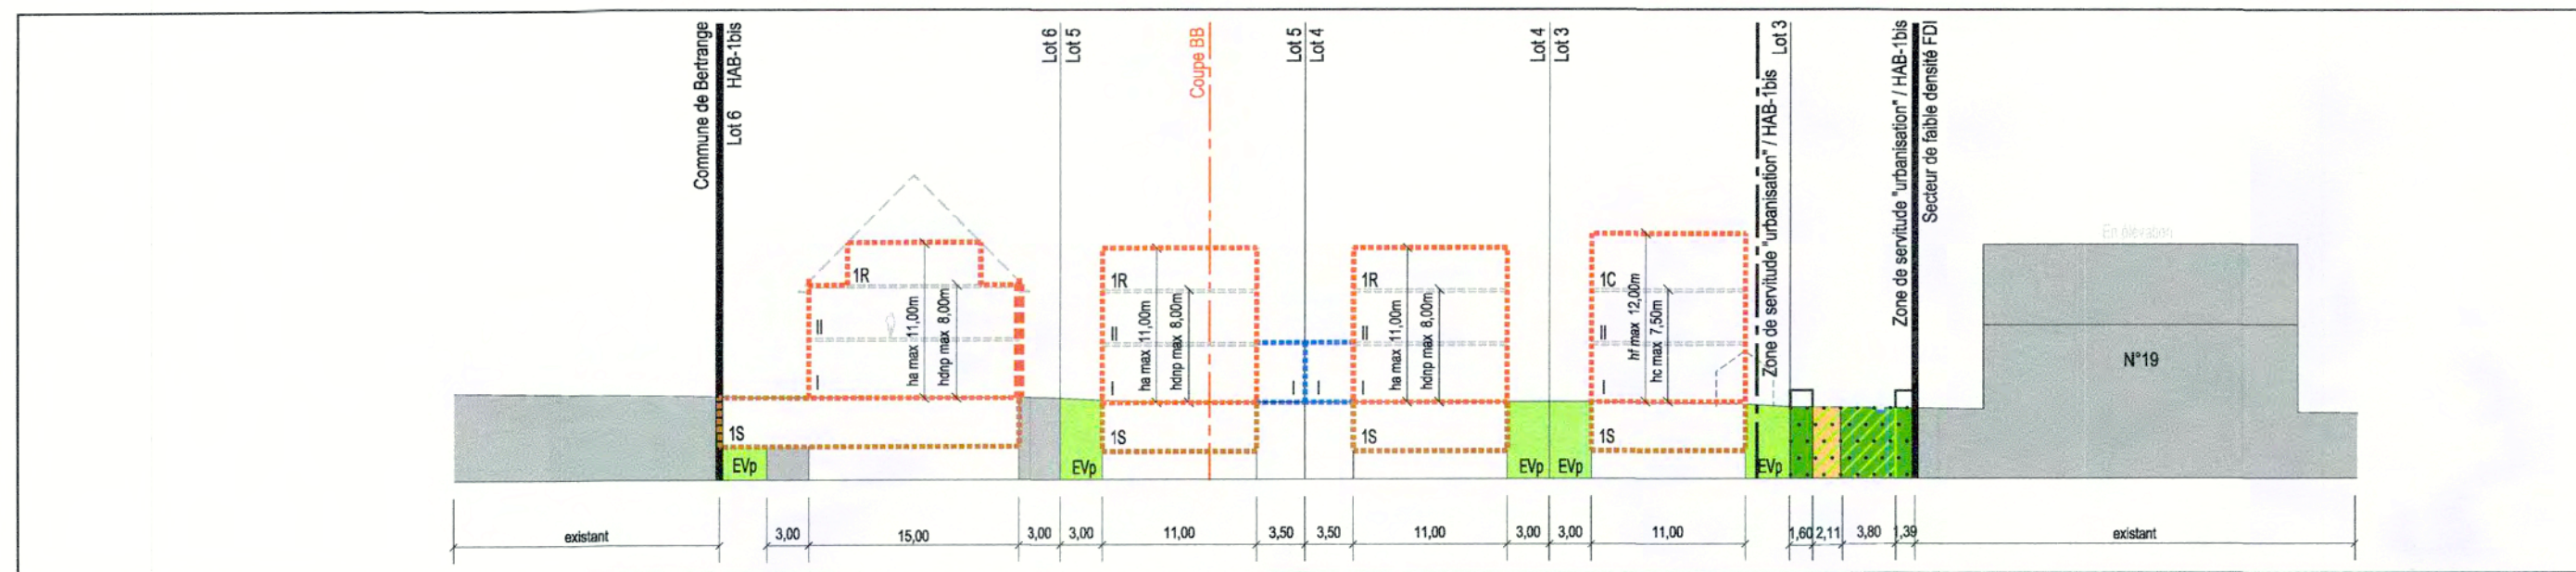 Commune de Bertrange
Lot 6 HAB-1bis
Lot 6
Lot 5
Coupe BB
Lot 5
Lot 4
Lot 4
Lot 3
Zone de servitude "urbanisation" / HAB-1bis
Lot 3
Zone de servitude "urbanisation" / HAB-1bis
Secteur de faible densité FDI
En élévation
1R
II
I
ha max 11,00m
hdnp max 8,00m
1R
II
I
ha max 11,00m
hdnp max 8,00m
I
I
1R
II
I
ha max 11,00m
hdnp max 8,00m
1C
II
I
hf max 12,00m
hc max 7,50m
N°19
1S
1S
1S
1S
EVp
EVp
EVp
EVp
EVp
existant
3,00
15,00
3,00
3,00
11,00
3,50
3,50
11,00
3,00
3,00
11,00
1,60
2,11
3,80
1,39
existant